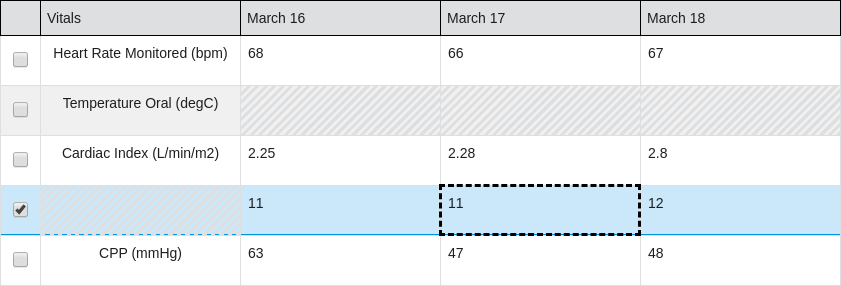 Vitals March 16 March 17 March 18
Heart Rate Monitored (bpm) 68 66 67
Temperature Oral (degC)
Cardiac Index (L/min/m2) 2.25 2.28 2.8
11 11 12
CPP (mmHg) 63 47 48